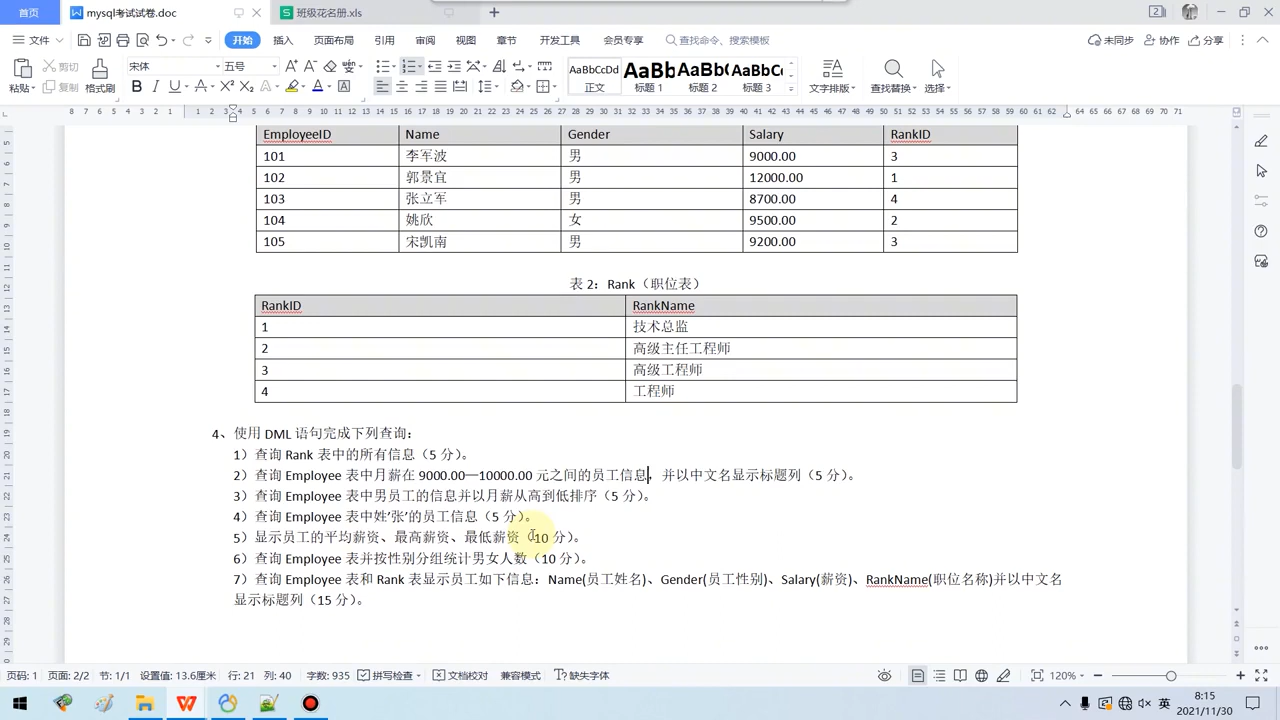 首页 mysql考试试卷.doc 班级花名册.xls
文件 开始 插入 页面布局 引用 审阅 视图 章节 开发工具 会员专享 查找命令、搜索模板 未同步 协作 分享
剪切 宋体 五号 AaBbCcDd AaBb AaBb( AaBbC
粘贴 复制 格式刷 正文 标题 1 标题 2 标题 3 文字排版 查找替换 选择
EmployeeID Name Gender Salary RankID
101 李军波 男 9000.00 3
102 郭景宜 男 12000.00 1
103 张立军 男 8700.00 4
104 姚欣 女 9500.00 2
105 宋凯南 男 9200.00 3
表 2：Rank（职位表）
RankID RankName
1 技术总监
2 高级主任工程师
3 高级工程师
4 工程师
4、使用 DML 语句完成下列查询：
1）查询 Rank 表中的所有信息（5 分）。
2）查询 Employee 表中月薪在 9000.00—10000.00 元之间的员工信息，并以中文名显示标题列（5 分）。
3）查询 Employee 表中男员工的信息并以月薪从高到低排序（5 分）。
4）查询 Employee 表中姓’张’的员工信息（5 分）。
5）显示员工的平均薪资、最高薪资、最低薪资（10 分）。
6）查询 Employee 表并按性别分组统计男女人数（10 分）。
7）查询 Employee 表和 Rank 表显示员工如下信息：Name(员工姓名)、Gender(员工性别)、Salary(薪资)、RankName(职位名称)并以中文名
显示标题列（15 分）。
页码: 1 页面: 2/2 节: 1/1 设置值: 13.6厘米 行: 21 列: 40 字数: 935 拼写检查 文档校对 兼容模式 缺失字体 120%
英 8:15
2021/11/30